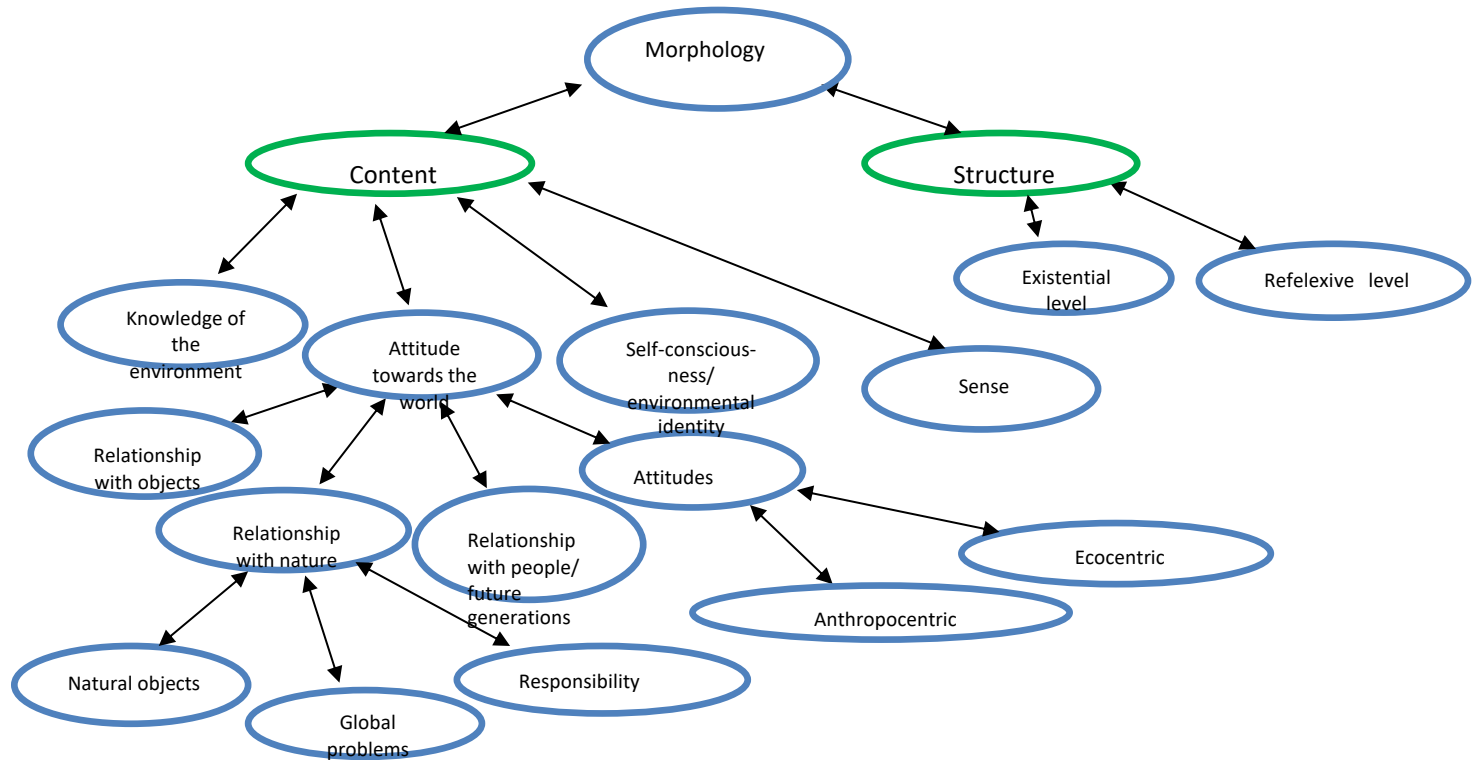 Morphology
Content
Structure
Existential
level
Refelexive level
Knowledge of
the
environment
Attitude
towards the
world
Self-conscious-
ness/
environmental
identity
Sense
Relationship
with objects
Attitudes
Relationship
with nature
Relationship
with people/
future
generations
Ecocentric
Anthropocentric
Natural objects
Global
problems
Responsibility